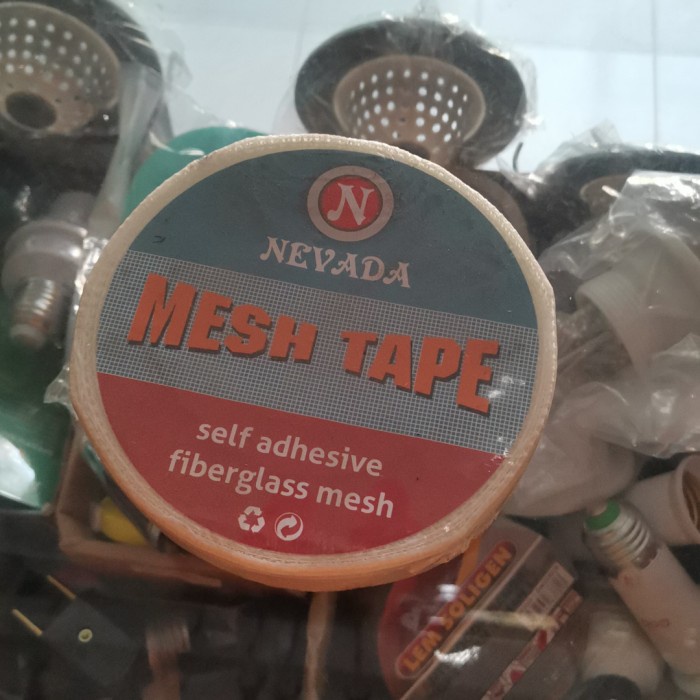 N
NEVADA
MESH TAPE
self adhesive
fiberglass mesh
LEM SOLIGEN